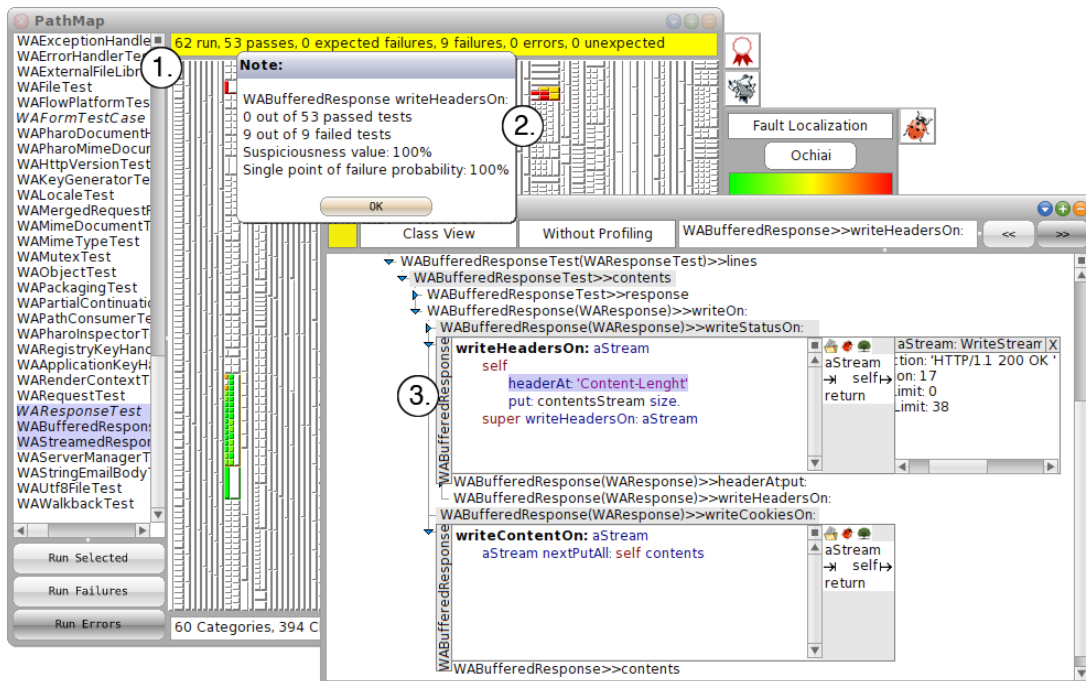 PathMap
WAExceptionHandle
WAErrorHandlerTes
WAExternalFileLibr
WAFileTest
WAFlowPlatformTes
WAFormTestCase
WAPharoDocumentH
WAPharoMimeDocur
WAHttpVersionTest
WAKeyGeneratorTe
WALocaleTest
WAMergedRequestF
WAMimeDocumentT
WAMimeTypeTest
WAMutexTest
WAObjectTest
WAPackagingTest
WAPartialContinuatic
WAPathConsumerTe
WAPharoInspectorT
WARegistryKeyHand
WAApplicationKeyHa
WARenderContextT
WARequestTest
WAResponseTest
WABufferedRespons
WAStreamedRespor
WAServerManagerT
WAStringEmailBodyT
WAUtf8FileTest
WAWalkbackTest
Run Selected
Run Failures
Run Errors
62 run, 53 passes, 0 expected failures, 9 failures, 0 errors, 0 unexpected
1.
Note:
WABufferedResponse writeHeadersOn:
0 out of 53 passed tests
9 out of 9 failed tests
Suspiciousness value: 100%
Single point of failure probability: 100%
OK
2.
60 Categories, 394 C
Fault Localization
Ochiai
Class View
Without Profiling
WABufferedResponse>>writeHeadersOn:
<<
>>
WABufferedResponseTest(WAResponseTest)>>lines
WABufferedResponseTest>>contents
WABufferedResponseTest>>response
WABufferedResponse(WAResponse)>>writeOn:
WABufferedResponse(WAResponse)>>writeStatusOn:
3.
WABufferedResponse
writeHeadersOn: aStream
self
headerAt: 'Content-Lenght'
put: contentsStream size.
super writeHeadersOn: aStream
aStream
self
return
aStream: WriteStream X
ction: 'HTTP/1.1 200 OK '
on: 17
Limit: 0
Limit: 38
WABufferedResponse(WAResponse)>>headerAt:put:
WABufferedResponse(WAResponse)>>writeHeadersOn:
WABufferedResponse(WAResponse)>>writeCookiesOn:
WABufferedResponse
writeContentOn: aStream
aStream nextPutAll: self contents
aStream
self
return
WABufferedResponse>>contents